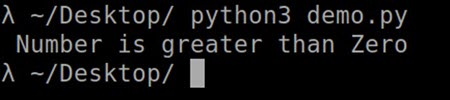 λ ~/Desktop/ python3 demo.py
Number is greater than Zero
λ ~/Desktop/